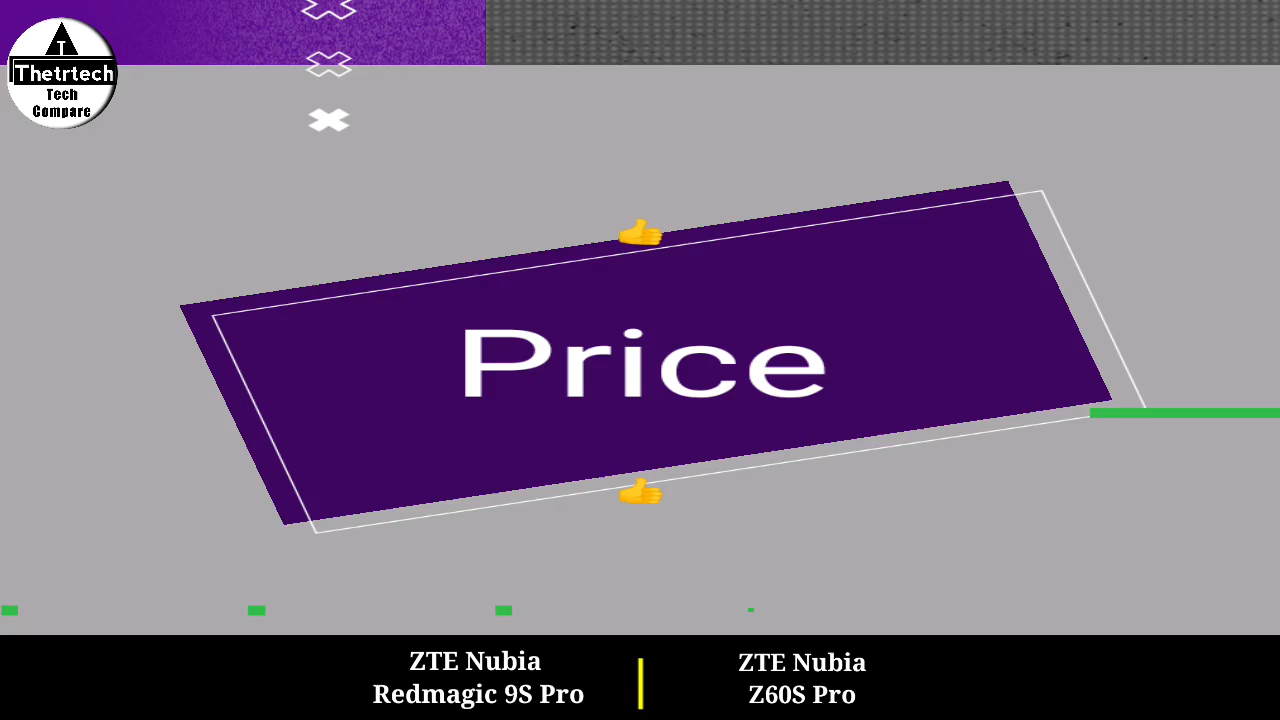 T
Thetrtech
Tech
Compare
Price
ZTE Nubia
Redmagic 9S Pro
ZTE Nubia
Z60S Pro